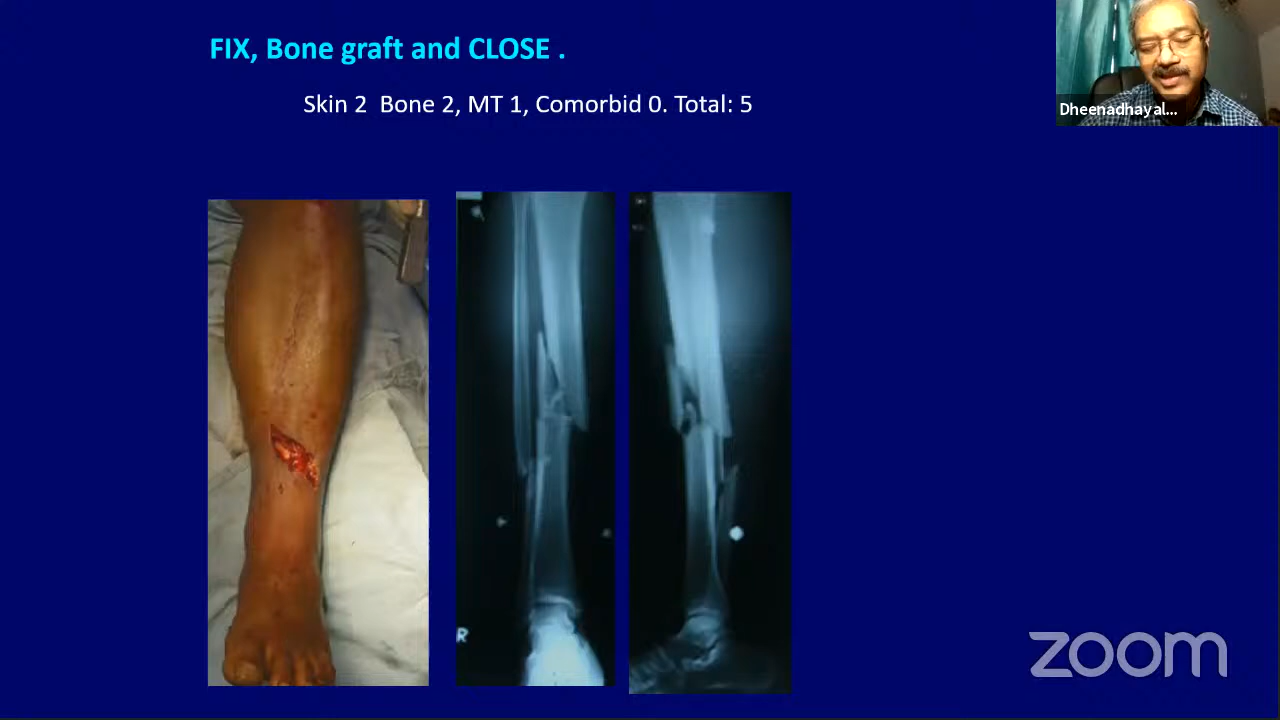 FIX, Bone graft and CLOSE .
Skin 2 Bone 2, MT 1, Comorbid 0. Total: 5
Dheenadhayal...
R
zoom